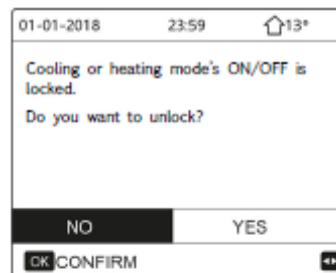 01-01-2018 23:59 13°
Cooling or heating mode's ON/OFF is
locked.
Do you want to unlock?
NO YES
OK CONFIRM